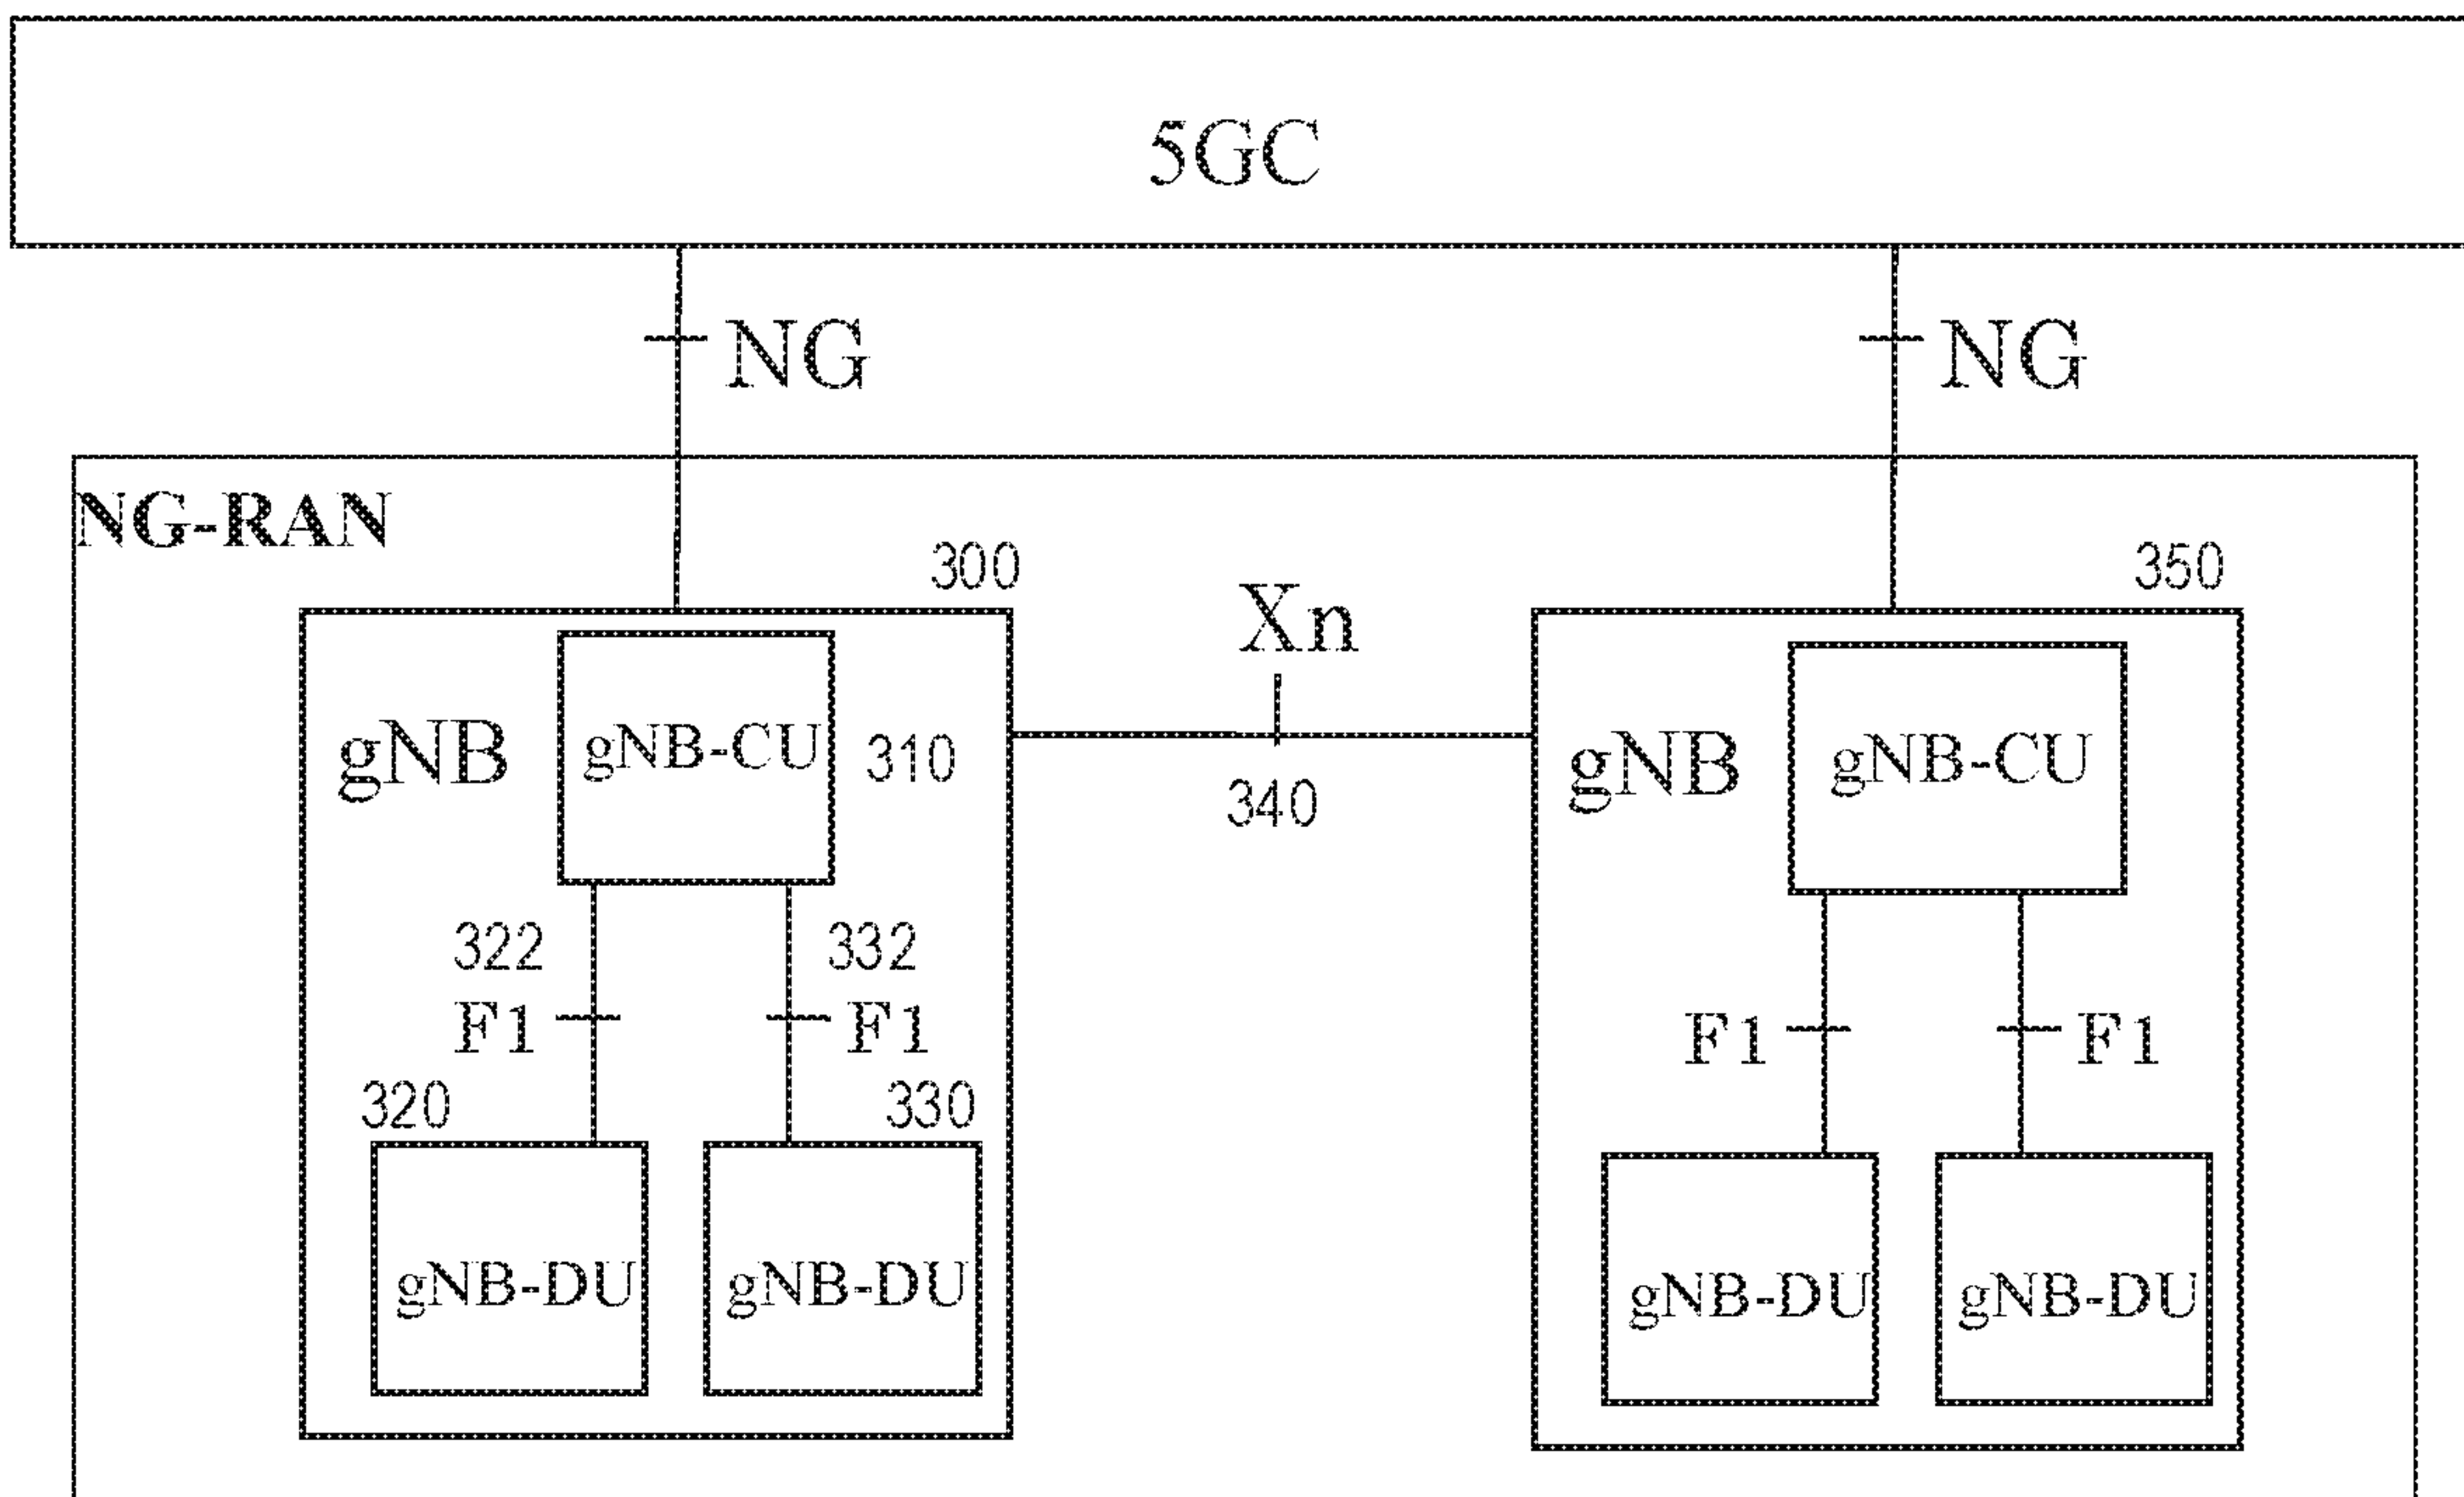 5GC
NG NG
NG-RAN
300 350
Xn
gNB gNB-CU 310 340 gNB gNB-CU
322 332
F1 F1 F1 F1
320 330
gNB-DU gNB-DU gNB-DU gNB-DU